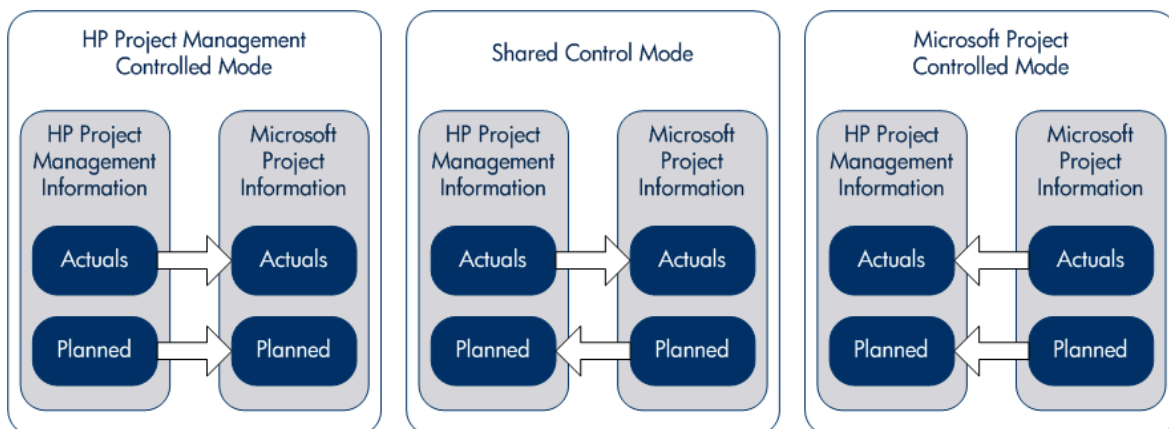 HP Project Management
Controlled Mode
HP Project
Management
Information
Microsoft
Project
Information
Actuals
Actuals
Planned
Planned
Shared Control Mode
HP Project
Management
Information
Microsoft
Project
Information
Actuals
Actuals
Planned
Planned
Microsoft Project
Controlled Mode
HP Project
Management
Information
Microsoft
Project
Information
Actuals
Actuals
Planned
Planned